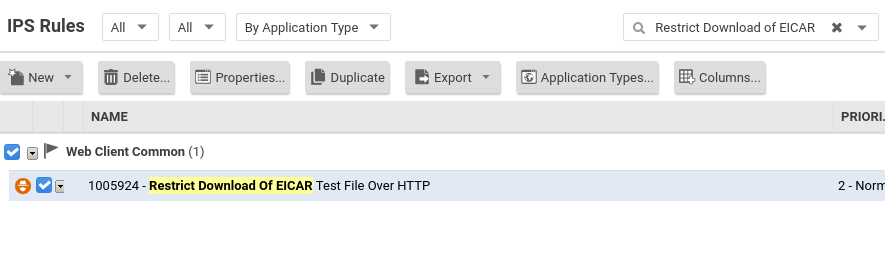 IPS Rules All All By Application Type Restrict Download of EICAR
New Delete... Properties... Duplicate Export Application Types... Columns...
NAME PRIORI.
Web Client Common (1)
1005924 - Restrict Download Of EICAR Test File Over HTTP 2 - Norm